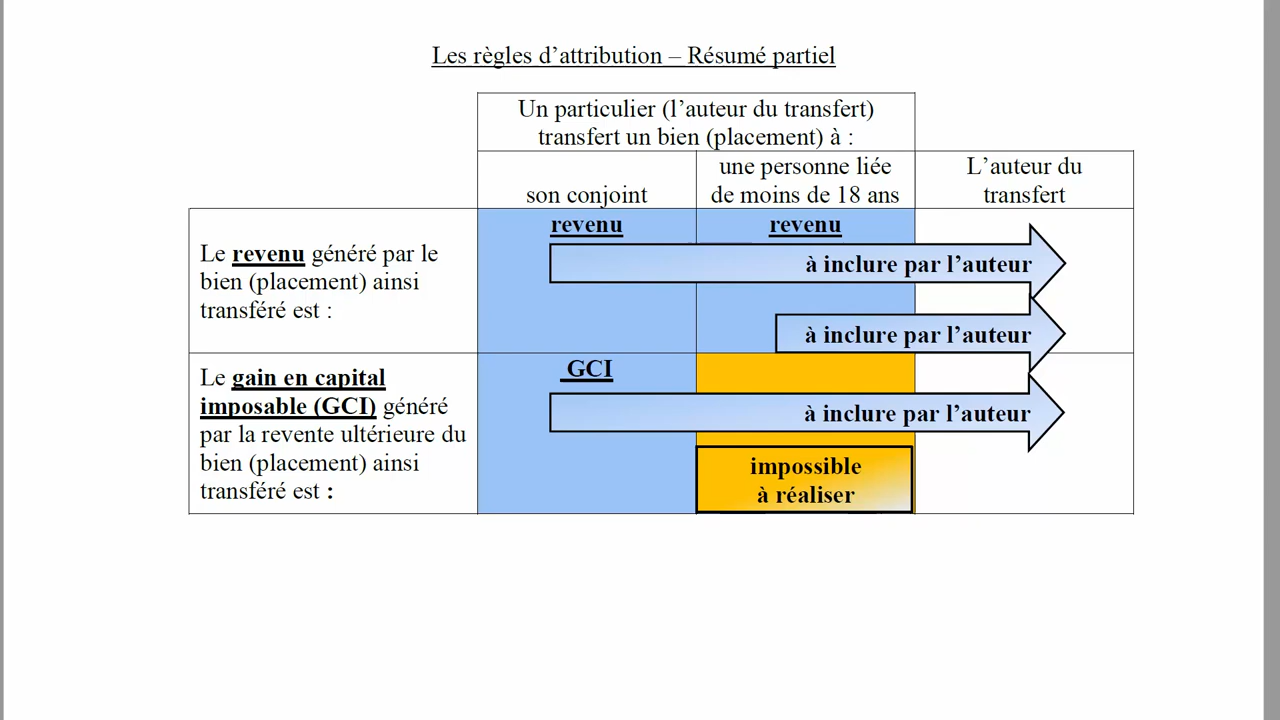 Les règles d’attribution – Résumé partiel
Un particulier (l’auteur du transfert)
transfert un bien (placement) à :
son conjoint
une personne liée
de moins de 18 ans
L’auteur du
transfert
Le revenu généré par le
bien (placement) ainsi
transféré est :
revenu
revenu
à inclure par l’auteur
à inclure par l’auteur
Le gain en capital
imposable (GCI) généré
par la revente ultérieure du
bien (placement) ainsi
transféré est :
GCI
à inclure par l’auteur
impossible
à réaliser